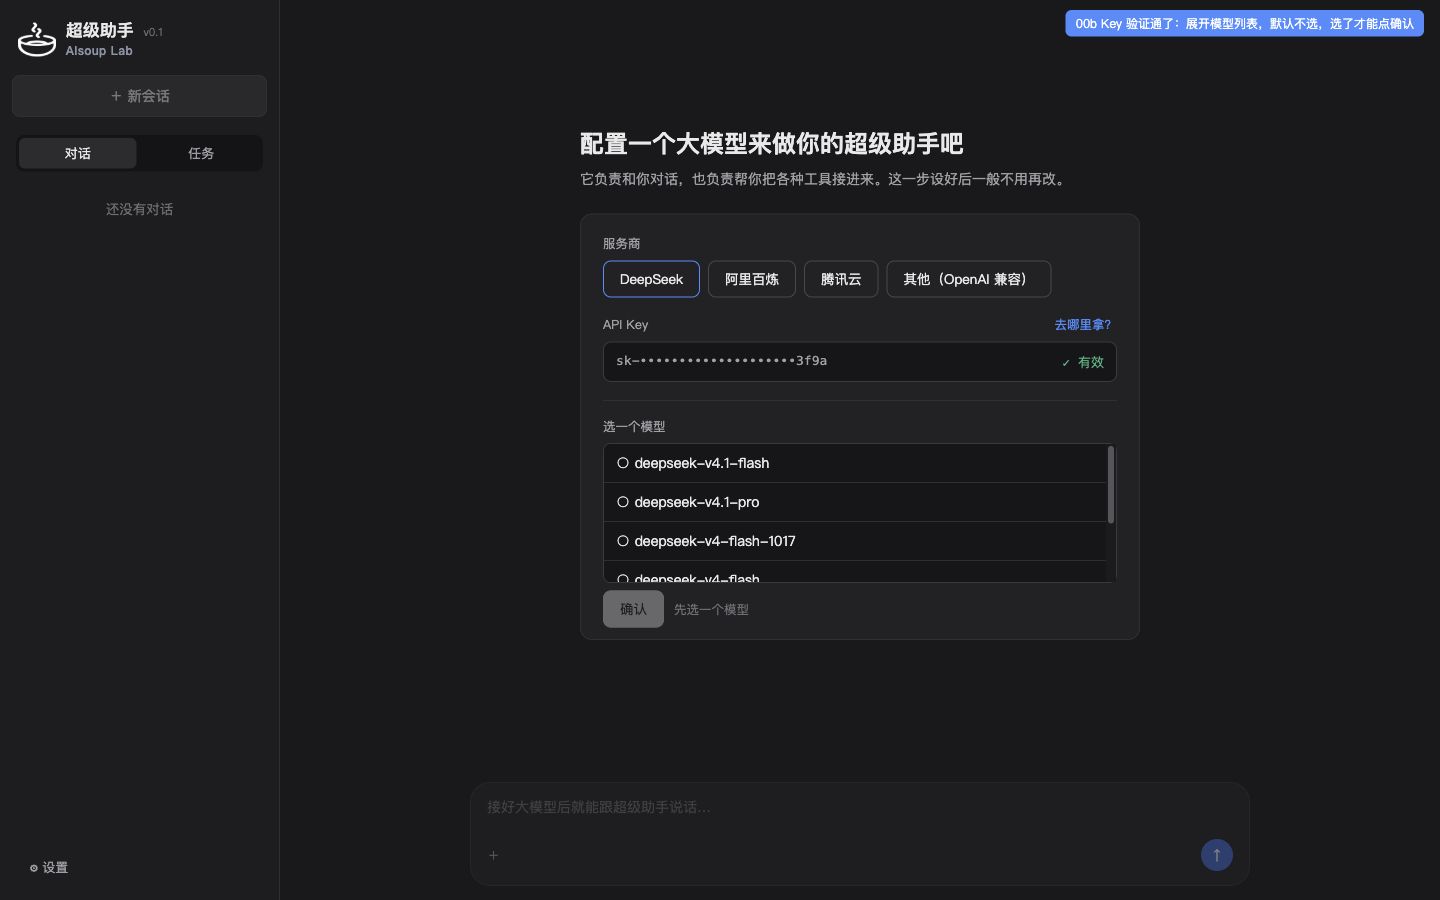 超级助手 v0.1
AIsoup Lab
+ 新会话
对话 任务
还没有对话
⚙ 设置
00b Key 验证通了：展开模型列表，默认不选，选了才能点确认
配置一个大模型来做你的超级助手吧
它负责和你对话，也负责帮你把各种工具接进来。这一步设好后一般不用再改。
服务商
DeepSeek 阿里百炼 腾讯云 其他（OpenAI 兼容）
API Key 去哪里拿?
sk-••••••••••••••••••••3f9a ✓ 有效
选一个模型
deepseek-v4.1-flash
deepseek-v4.1-pro
deepseek-v4-flash-1017
deepseek-v4-flash
确认 先选一个模型
接好大模型后就能跟超级助手说话...
+ ↑